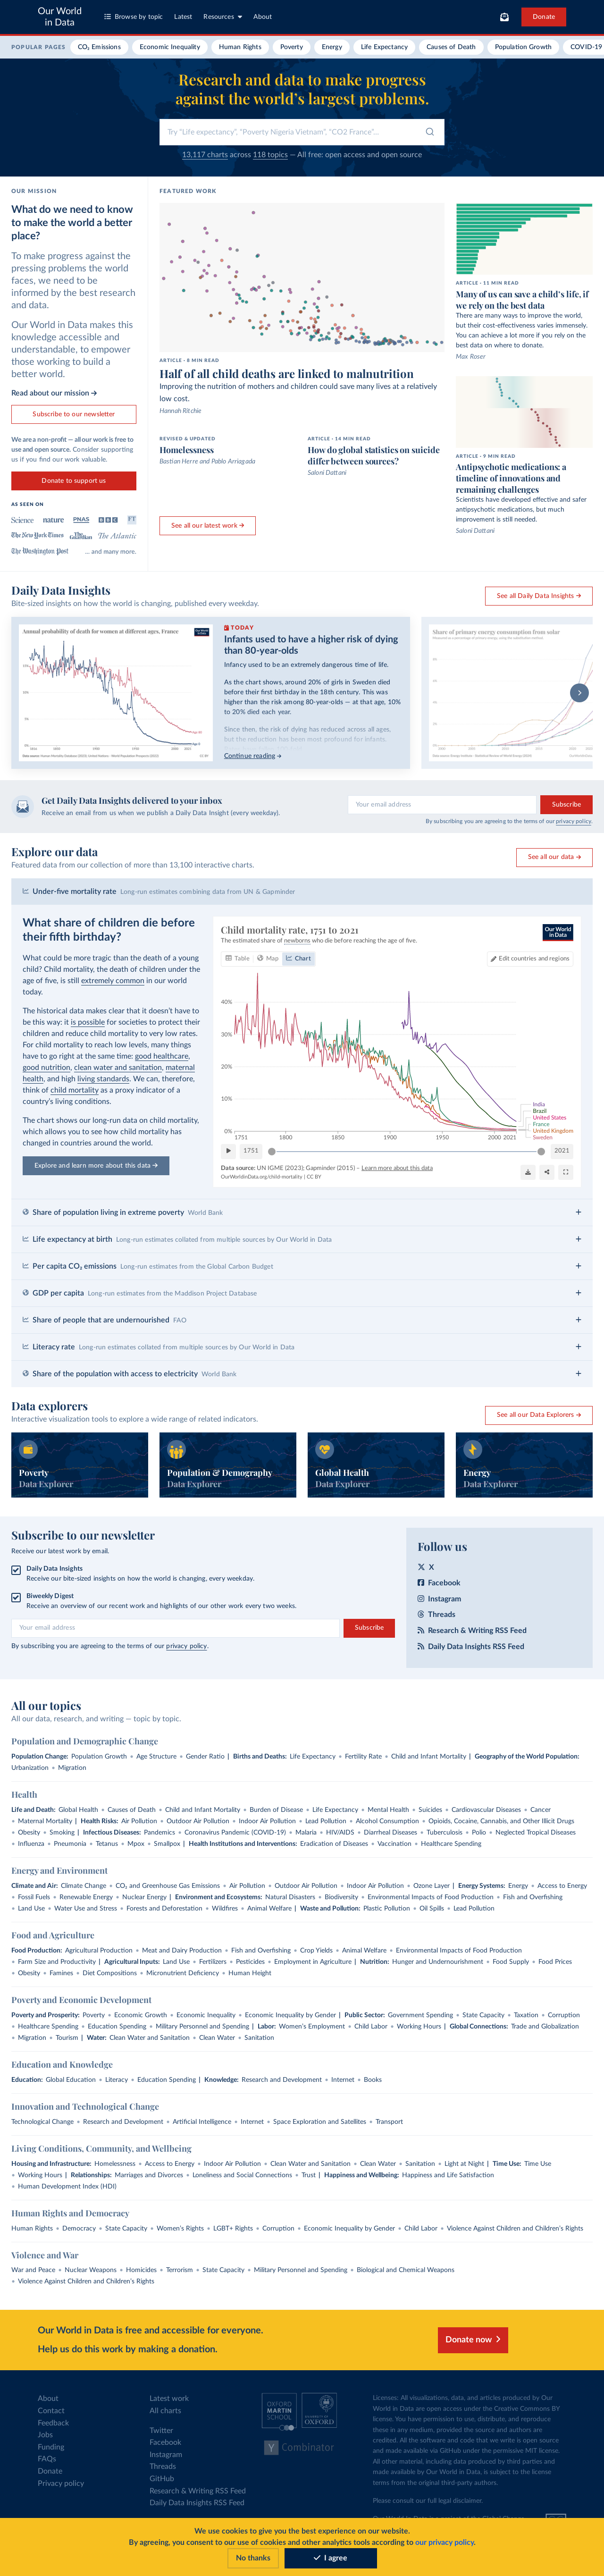 Our World
in Data
Browse by topic
Latest
Resources
About
Donate
POPULAR PAGES
CO₂ Emissions
Economic Inequality
Human Rights
Poverty
Energy
Life Expectancy
Causes of Death
Population Growth
COVID-19
Research and data to make progress
against the world's largest problems.
Try "Life expectancy", "Poverty Nigeria Vietnam", "CO2 France"...
13,117 charts across 118 topics — All free: open access and open source
OUR MISSION
What do we need to know
to make the world a better
place?
To make progress against the
pressing problems the world
faces, we need to be
informed by the best research
and data.
Our World in Data makes this
knowledge accessible and
understandable, to empower
those working to build a
better world.
Read about our mission →
Subscribe to our newsletter
We are a non-profit — all our work is free to
use and open source. Consider supporting
us if you find our work valuable.
Donate to support us
AS SEEN ON
Science
nature
PNAS
BBC
FT
The New York Times
The Guardian
The Atlantic
The Washington Post
... and many more.
FEATURED WORK
ARTICLE · 8 MIN READ
Half of all child deaths are linked to malnutrition
Improving the nutrition of mothers and children could save many lives at a relatively
low cost.
Hannah Ritchie
REVISED & UPDATED
Homelessness
Bastian Herre and Pablo Arriagada
ARTICLE · 14 MIN READ
How do global statistics on suicide
differ between sources?
Saloni Dattani
See all our latest work →
ARTICLE · 11 MIN READ
Many of us can save a child's life, if
we rely on the best data
There are many ways to improve the world,
but their cost-effectiveness varies immensely.
You can achieve a lot more if you rely on the
best data on where to donate.
Max Roser
ARTICLE · 9 MIN READ
Antipsychotic medications: a
timeline of innovations and
remaining challenges
Scientists have developed effective and safer
antipsychotic medications, but much
improvement is still needed.
Saloni Dattani
Daily Data Insights
Bite-sized insights on how the world is changing, published every weekday.
See all Daily Data Insights →
Annual probability of death for women at different ages, France
TODAY
Infants used to have a higher risk of dying
than 80-year-olds
Infancy used to be an extremely dangerous time of life.
As the chart shows, around 20% of girls in Sweden died
before their first birthday in the 18th century. This was
higher than the risk among 80-year-olds — at that age, 10%
to 20% died each year.
Since then, the risk of dying has reduced across all ages,
but the reduction has been most profound for infants.
Continue reading →
Share of primary energy consumption from solar
Get Daily Data Insights delivered to your inbox
Receive an email from us when we publish a Daily Data Insight (every weekday).
Your email address
Subscribe
By subscribing you are agreeing to the terms of our privacy policy.
Explore our data
Featured data from our collection of more than 13,100 interactive charts.
See all our data →
Under-five mortality rate Long-run estimates combining data from UN & Gapminder
What share of children die before
their fifth birthday?
What could be more tragic than the death of a young
child? Child mortality, the death of children under the
age of five, is still extremely common in our world
today.
The historical data makes clear that it doesn't have to
be this way: it is possible for societies to protect their
children and reduce child mortality to very low rates.
For child mortality to reach low levels, many things
have to go right at the same time: good healthcare,
good nutrition, clean water and sanitation, maternal
health, and high living standards. We can, therefore,
think of child mortality as a proxy indicator of a
country's living conditions.
The chart shows our long-run data on child mortality,
which allows you to see how child mortality has
changed in countries around the world.
Explore and learn more about this data →
Child mortality rate, 1751 to 2021
The estimated share of newborns who die before reaching the age of five.
Our World
in Data
Table
Map
Chart
Edit countries and regions
40%
30%
20%
10%
0%
1751
1800
1850
1900
1950
2000 2021
India
Brazil
United States
France
United Kingdom
Sweden
1751
2021
Data source: UN IGME (2023); Gapminder (2015) – Learn more about this data
OurWorldInData.org/child-mortality | CC BY
Share of population living in extreme poverty World Bank +
Life expectancy at birth Long-run estimates collated from multiple sources by Our World in Data +
Per capita CO₂ emissions Long-run estimates from the Global Carbon Budget +
GDP per capita Long-run estimates from the Maddison Project Database +
Share of people that are undernourished FAO +
Literacy rate Long-run estimates collated from multiple sources by Our World in Data +
Share of the population with access to electricity World Bank +
Data explorers
Interactive visualization tools to explore a wide range of related indicators.
See all our Data Explorers →
Poverty
Data Explorer
Population & Demography
Data Explorer
Global Health
Data Explorer
Energy
Data Explorer
Subscribe to our newsletter
Receive our latest work by email.
Daily Data Insights
Receive our bite-sized insights on how the world is changing, every weekday.
Biweekly Digest
Receive an overview of our recent work and highlights of our other work every two weeks.
Your email address
Subscribe
By subscribing you are agreeing to the terms of our privacy policy.
Follow us
X
Facebook
Instagram
Threads
Research & Writing RSS Feed
Daily Data Insights RSS Feed
All our topics
All our data, research, and writing — topic by topic.
Population and Demographic Change
Population Change: Population Growth • Age Structure • Gender Ratio | Births and Deaths: Life Expectancy • Fertility Rate • Child and Infant Mortality | Geography of the World Population:
Urbanization • Migration
Health
Life and Death: Global Health • Causes of Death • Child and Infant Mortality • Burden of Disease • Life Expectancy • Mental Health • Suicides • Cardiovascular Diseases • Cancer
• Maternal Mortality | Health Risks: Air Pollution • Outdoor Air Pollution • Indoor Air Pollution • Lead Pollution • Alcohol Consumption • Opioids, Cocaine, Cannabis, and Other Illicit Drugs
• Obesity • Smoking | Infectious Diseases: Pandemics • Coronavirus Pandemic (COVID-19) • Malaria • HIV/AIDS • Diarrheal Diseases • Tuberculosis • Polio • Neglected Tropical Diseases
• Influenza • Pneumonia • Tetanus • Mpox • Smallpox | Health Institutions and Interventions: Eradication of Diseases • Vaccination • Healthcare Spending
Energy and Environment
Climate and Air: Climate Change • CO₂ and Greenhouse Gas Emissions • Air Pollution • Outdoor Air Pollution • Indoor Air Pollution • Ozone Layer | Energy Systems: Energy • Access to Energy
• Fossil Fuels • Renewable Energy • Nuclear Energy | Environment and Ecosystems: Natural Disasters • Biodiversity • Environmental Impacts of Food Production • Fish and Overfishing
• Land Use • Water Use and Stress • Forests and Deforestation • Wildfires • Animal Welfare | Waste and Pollution: Plastic Pollution • Oil Spills • Lead Pollution
Food and Agriculture
Food Production: Agricultural Production • Meat and Dairy Production • Fish and Overfishing • Crop Yields • Animal Welfare • Environmental Impacts of Food Production
• Farm Size and Productivity | Agricultural Inputs: Land Use • Fertilizers • Pesticides • Employment in Agriculture | Nutrition: Hunger and Undernourishment • Food Supply • Food Prices
• Obesity • Famines • Diet Compositions • Micronutrient Deficiency • Human Height
Poverty and Economic Development
Poverty and Prosperity: Poverty • Economic Growth • Economic Inequality • Economic Inequality by Gender | Public Sector: Government Spending • State Capacity • Taxation • Corruption
• Healthcare Spending • Education Spending • Military Personnel and Spending | Labor: Women's Employment • Child Labor • Working Hours | Global Connections: Trade and Globalization
• Migration • Tourism | Water: Clean Water and Sanitation • Clean Water • Sanitation
Education and Knowledge
Education: Global Education • Literacy • Education Spending | Knowledge: Research and Development • Internet • Books
Innovation and Technological Change
Technological Change • Research and Development • Artificial Intelligence • Internet • Space Exploration and Satellites • Transport
Living Conditions, Community, and Wellbeing
Housing and Infrastructure: Homelessness • Access to Energy • Indoor Air Pollution • Clean Water and Sanitation • Clean Water • Sanitation • Light at Night | Time Use: Time Use
• Working Hours | Relationships: Marriages and Divorces • Loneliness and Social Connections • Trust | Happiness and Wellbeing: Happiness and Life Satisfaction
• Human Development Index (HDI)
Human Rights and Democracy
Human Rights • Democracy • State Capacity • Women's Rights • LGBT+ Rights • Corruption • Economic Inequality by Gender • Child Labor • Violence Against Children and Children's Rights
Violence and War
War and Peace • Nuclear Weapons • Homicides • Terrorism • State Capacity • Military Personnel and Spending • Biological and Chemical Weapons
• Violence Against Children and Children's Rights
Our World in Data is free and accessible for everyone.
Help us do this work by making a donation.
Donate now
About
Contact
Feedback
Jobs
Funding
FAQs
Donate
Privacy policy
Latest work
All charts
Twitter
Facebook
Instagram
Threads
GitHub
Research & Writing RSS Feed
Daily Data Insights RSS Feed
OXFORD
MARTIN
SCHOOL
UNIVERSITY OF
OXFORD
Y Combinator
Licenses: All visualizations, data, and articles produced by Our
World in Data are open access under the Creative Commons BY
license. You have permission to use, distribute, and reproduce
these in any medium, provided the source and authors are
credited. All the software and code that we write is open source
and made available via GitHub under the permissive MIT license.
All other material, including data produced by third parties and
made available by Our World in Data, is subject to the license
terms from the original third-party authors.
Please consult our full legal disclaimer.
We use cookies to give you the best experience on our website.
By agreeing, you consent to our use of cookies and other analytics tools according to our privacy policy.
No thanks
I agree